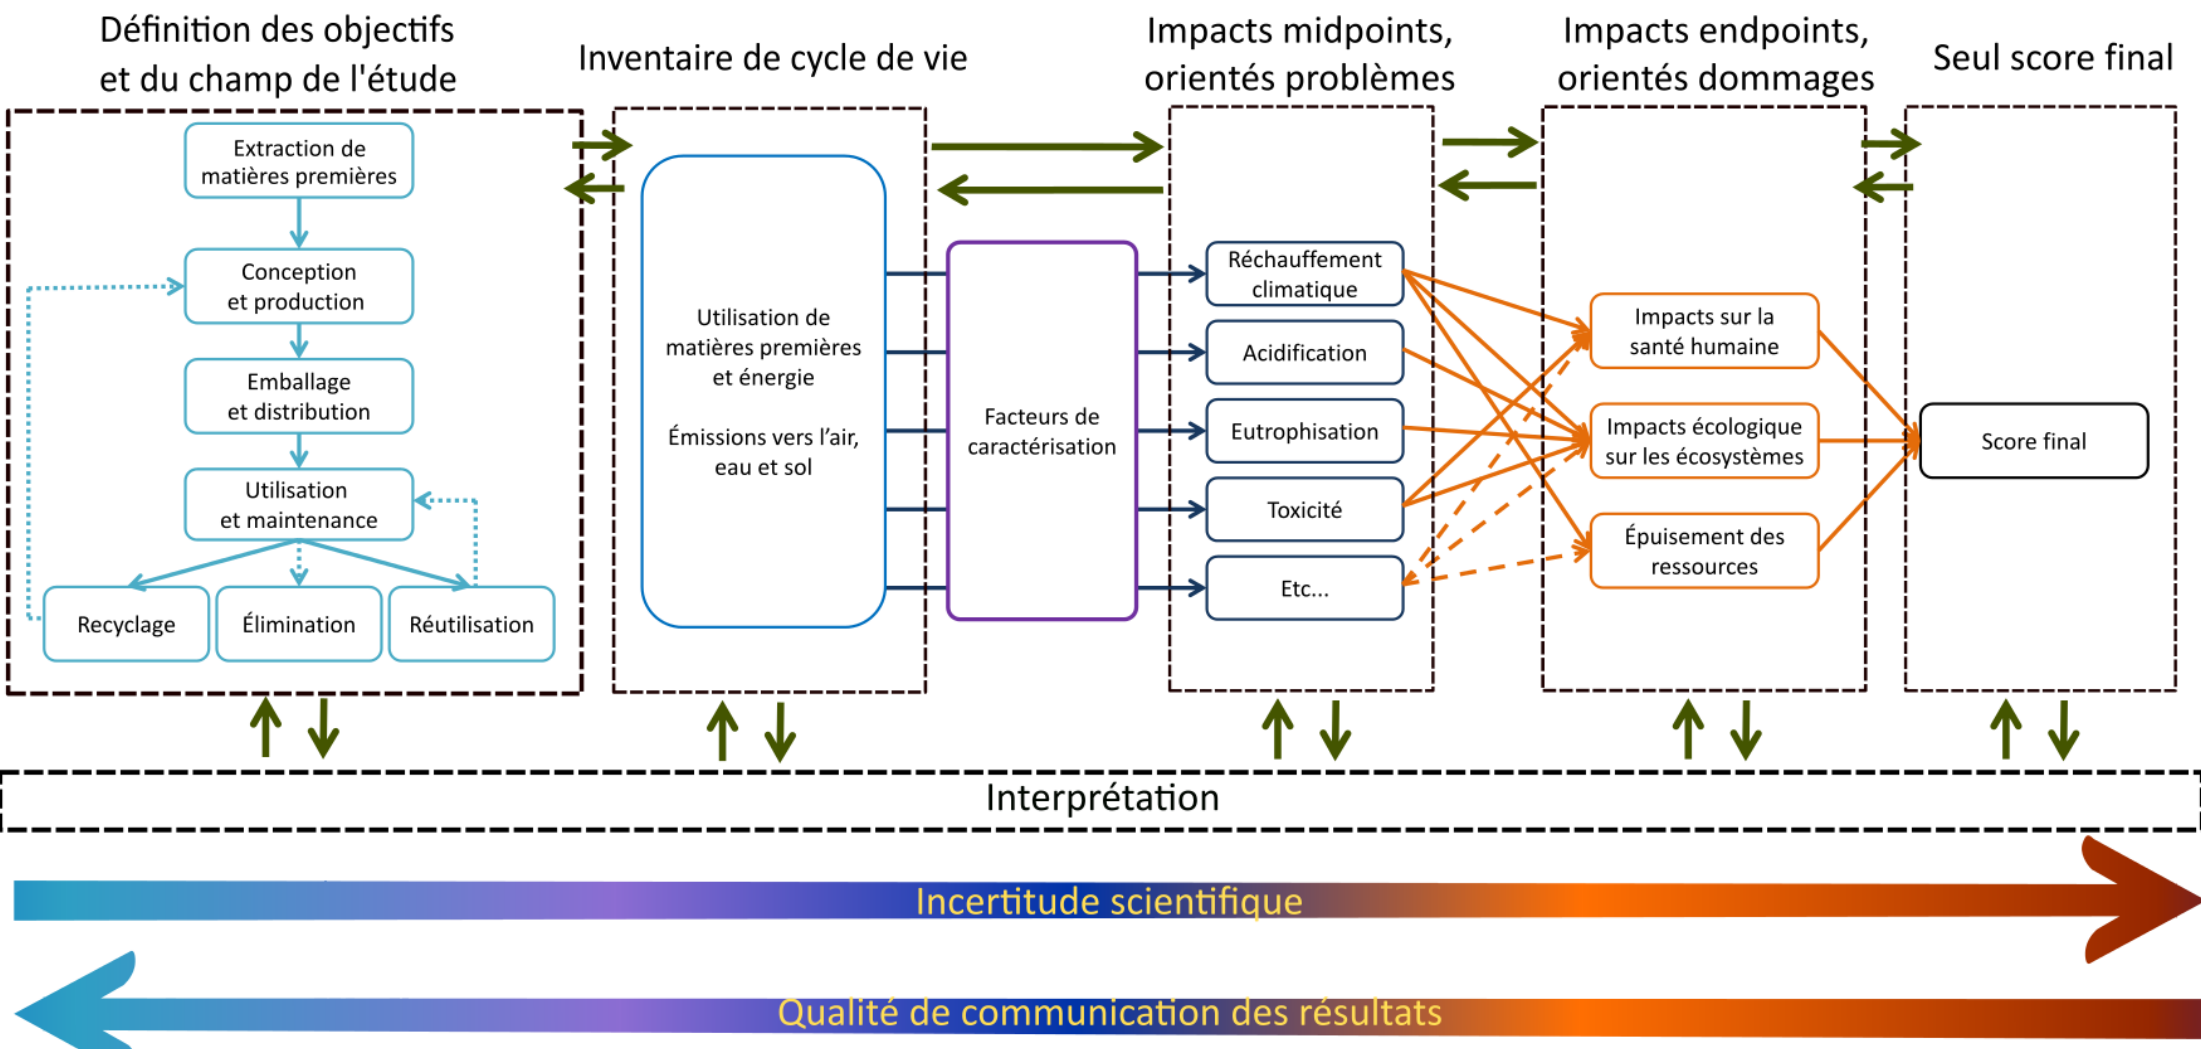 Définition des objectifs
et du champ de l'étude
Inventaire de cycle de vie
Impacts midpoints,
orientés problèmes
Impacts endpoints,
orientés dommages
Seul score final
Extraction de
matières premières
Conception
et production
Emballage
et distribution
Utilisation
et maintenance
Recyclage
Élimination
Réutilisation
Utilisation de
matières premières
et énergie
Émissions vers l’air,
eau et sol
Facteurs de
caractérisation
Réchauffement
climatique
Acidification
Eutrophisation
Toxicité
Etc...
Impacts sur la
santé humaine
Impacts écologique
sur les écosystèmes
Épuisement des
ressources
Score final
Interprétation
Incertitude scientifique
Qualité de communication des résultats